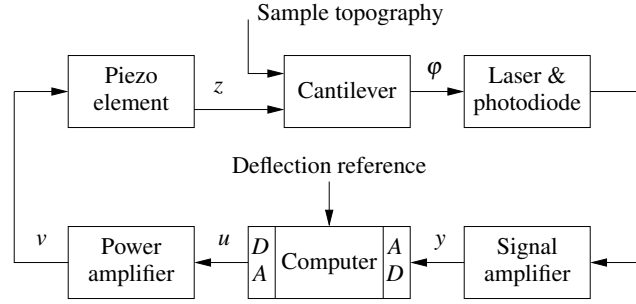 Sample topography
Piezo
element
z
Cantilever
φ
Laser &
photodiode
Deflection reference
v
Power
amplifier
u
D
A
Computer
A
D
y
Signal
amplifier